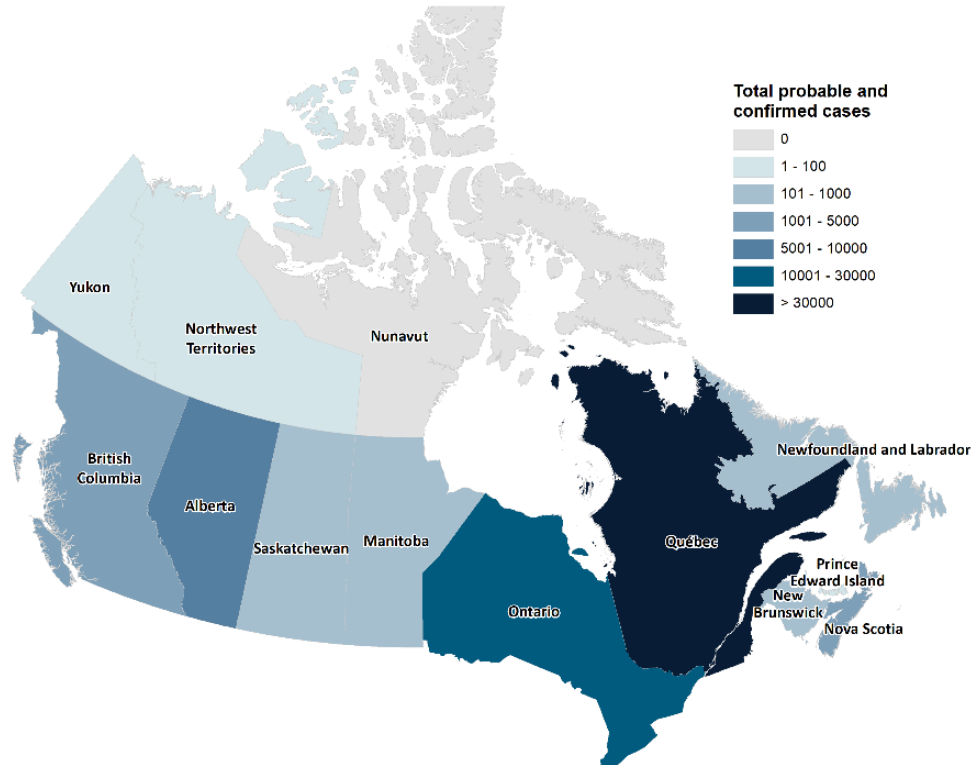 Total probable and
confirmed cases
0
1 - 100
101 - 1000
1001 - 5000
5001 - 10000
10001 - 30000
> 30000
Yukon
Northwest
Territories
Nunavut
British
Columbia
Alberta
Saskatchewan
Manitoba
Ontario
Québec
Newfoundland and Labrador
Prince
Edward Island
New
Brunswick
Nova Scotia